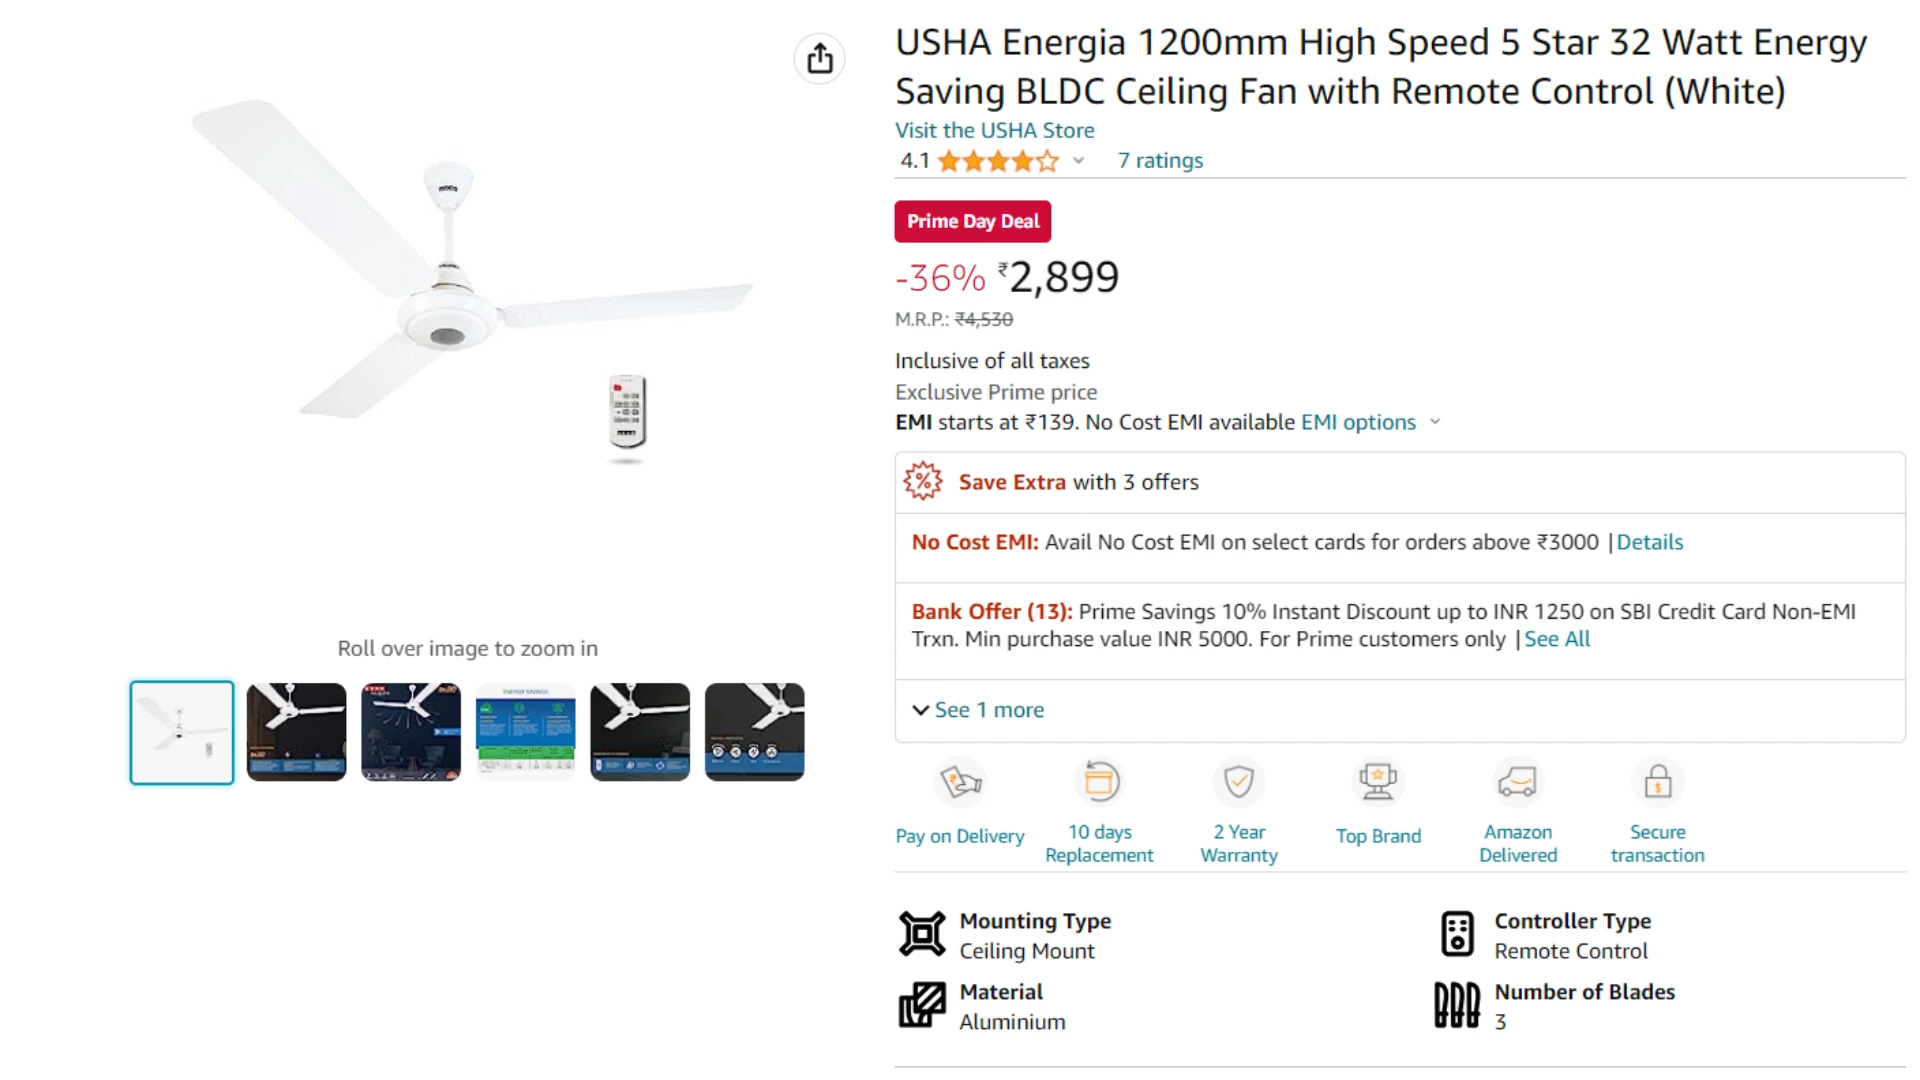 USHA Energia 1200mm High Speed 5 Star 32 Watt Energy
Saving BLDC Ceiling Fan with Remote Control (White)
Visit the USHA Store
4.1 7 ratings
Prime Day Deal
-36% ₹2,899
M.R.P.: ₹4,530
Inclusive of all taxes
Exclusive Prime price
EMI starts at ₹139. No Cost EMI available EMI options
Save Extra with 3 offers
No Cost EMI: Avail No Cost EMI on select cards for orders above ₹3000 | Details
Bank Offer (13): Prime Savings 10% Instant Discount up to INR 1250 on SBI Credit Card Non-EMI
Trxn. Min purchase value INR 5000. For Prime customers only | See All
See 1 more
Roll over image to zoom in
ENERGY SAVINGS
Pay on Delivery
10 days
Replacement
2 Year
Warranty
Top Brand
Amazon
Delivered
Secure
transaction
Mounting Type
Ceiling Mount
Controller Type
Remote Control
Material
Aluminium
Number of Blades
3